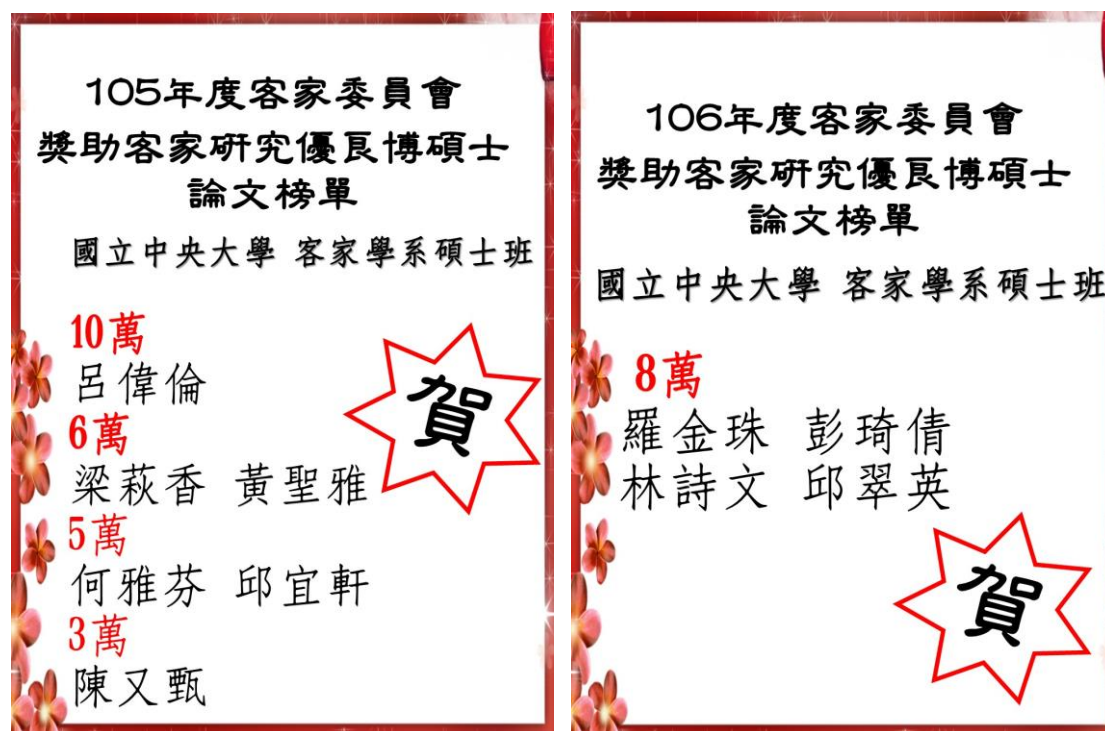 105年度客家委員會
獎助客家研究優良博碩士
論文榜單
國立中央大學 客家學系碩士班
10萬
呂偉倫
6萬
梁萩香 黃聖雅
5萬
何雅芬 邱宜軒
3萬
陳又甄
賀
106年度客家委員會
獎助客家研究優良博碩士
論文榜單
國立中央大學 客家學系碩士班
8萬
羅金珠 彭琦倩
林詩文 邱翠英
賀